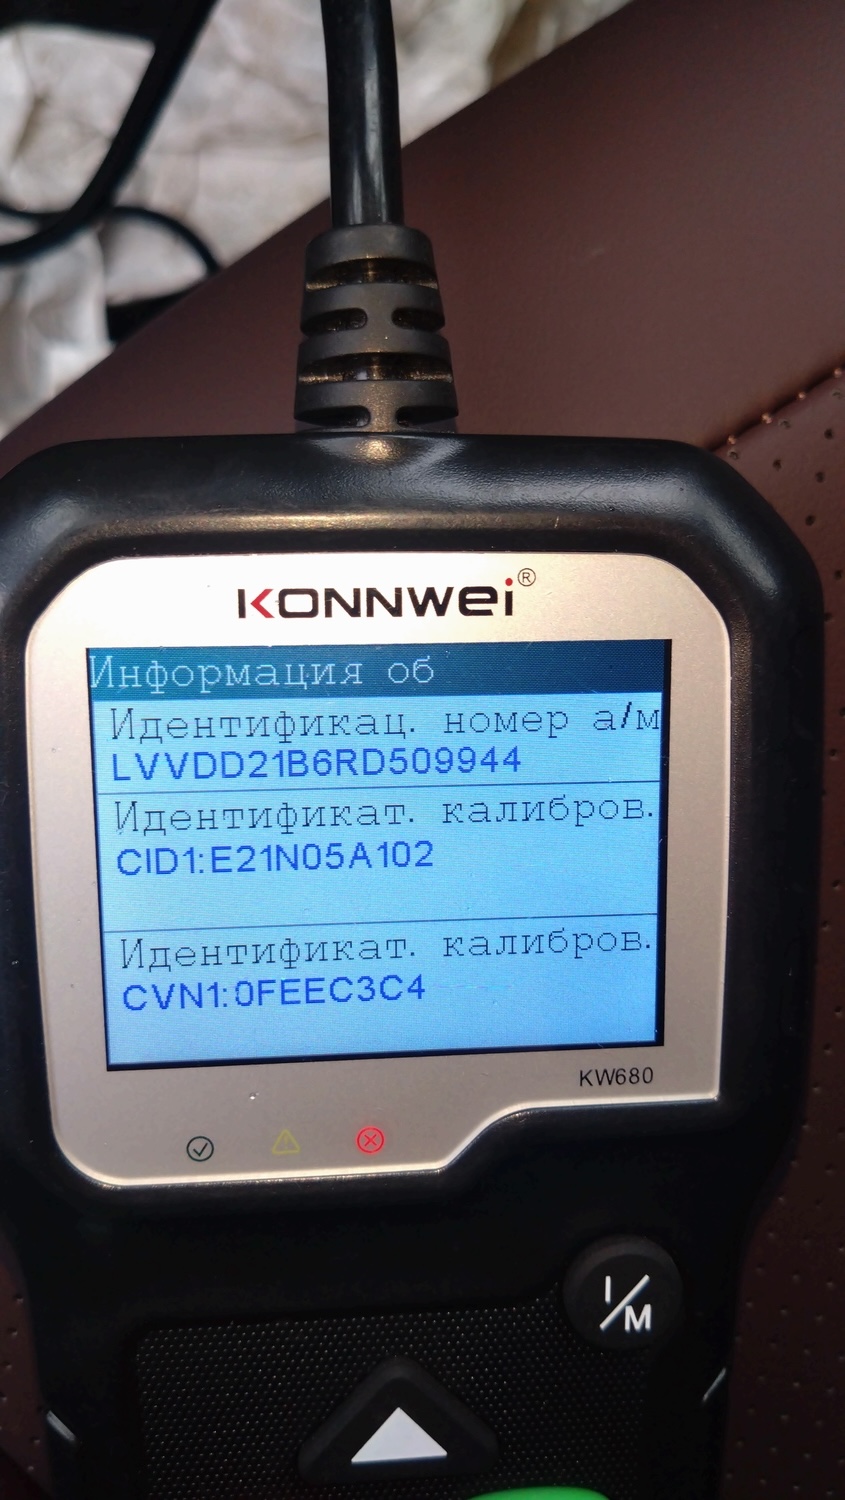 KONNWEI®
Информация об
Идентификац. номер а/м
LVVDD21B6RD509944
Идентификат. калибров.
CID1:E21N05A102
Идентификат. калибров.
CVN1:0FEEC3C4
KW680
I/M